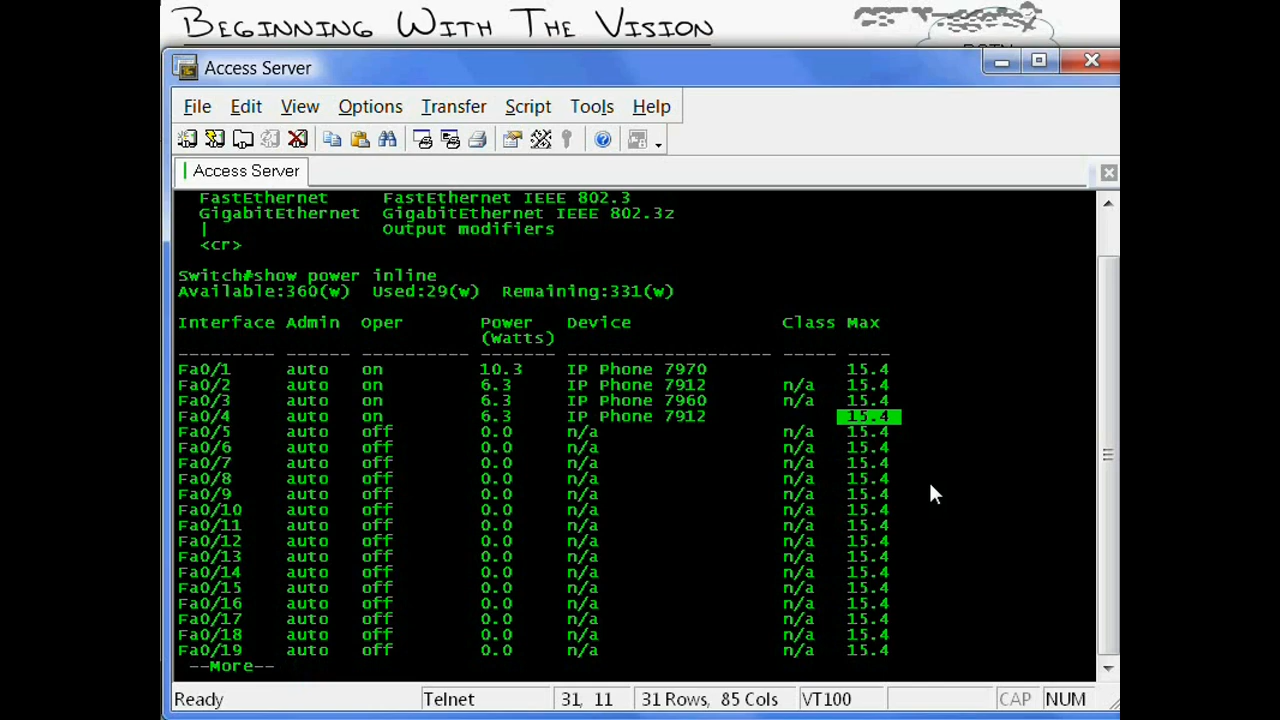 Beginning With The Vision
Access Server
File Edit View Options Transfer Script Tools Help
Access Server
FastEthernet FastEthernet IEEE 802.3
GigabitEthernet GigabitEthernet IEEE 802.3z
| Output modifiers
<cr>
Switch#show power inline
Available:360(w) Used:29(w) Remaining:331(w)
Interface Admin Oper Power Device Class Max
(Watts)
--------- ------ ---------- ------- ------------------- ----- ----
Fa0/1 auto on 10.3 IP Phone 7970 15.4
Fa0/2 auto on 6.3 IP Phone 7912 n/a 15.4
Fa0/3 auto on 6.3 IP Phone 7960 n/a 15.4
Fa0/4 auto on 6.3 IP Phone 7912 15.4
Fa0/5 auto off 0.0 n/a n/a 15.4
Fa0/6 auto off 0.0 n/a n/a 15.4
Fa0/7 auto off 0.0 n/a n/a 15.4
Fa0/8 auto off 0.0 n/a n/a 15.4
Fa0/9 auto off 0.0 n/a n/a 15.4
Fa0/10 auto off 0.0 n/a n/a 15.4
Fa0/11 auto off 0.0 n/a n/a 15.4
Fa0/12 auto off 0.0 n/a n/a 15.4
Fa0/13 auto off 0.0 n/a n/a 15.4
Fa0/14 auto off 0.0 n/a n/a 15.4
Fa0/15 auto off 0.0 n/a n/a 15.4
Fa0/16 auto off 0.0 n/a n/a 15.4
Fa0/17 auto off 0.0 n/a n/a 15.4
Fa0/18 auto off 0.0 n/a n/a 15.4
Fa0/19 auto off 0.0 n/a n/a 15.4
--More--
Ready Telnet 31, 11 31 Rows, 85 Cols VT100 CAP NUM